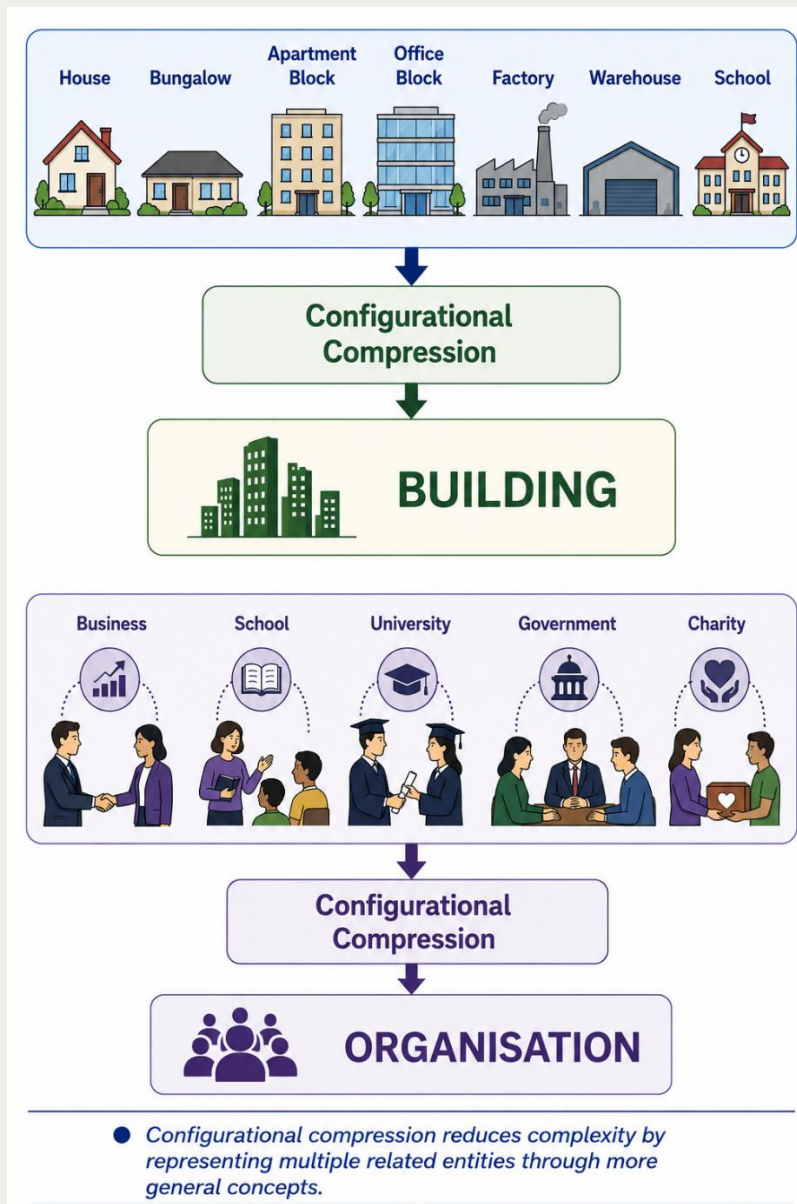 House
Bungalow
Apartment
Block
Office
Block
Factory
Warehouse
School
Configurational
Compression
BUILDING
Business
School
University
Government
Charity
Configurational
Compression
ORGANISATION
● Configurational compression reduces complexity by
representing multiple related entities through more
general concepts.